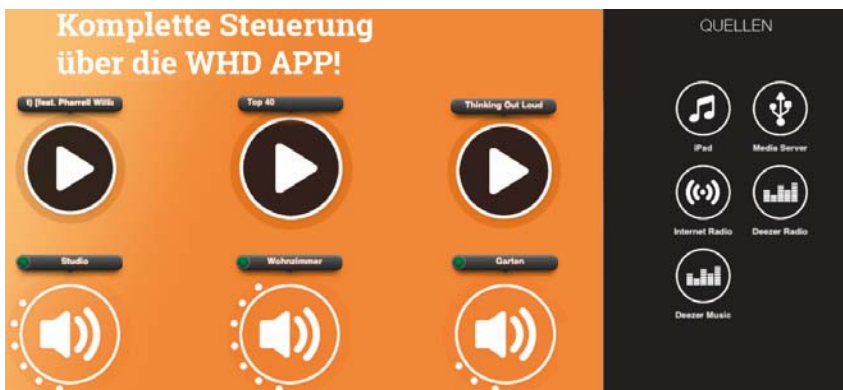 Komplette Steuerung
über die WHD APP!
t) [feat. Pharrell Willia
Top 40
Thinking Out Loud
Studio
Wohnzimmer
Garten
QUELLEN
iPad
Media Server
Internet Radio
Deezer Radio
Deezer Music